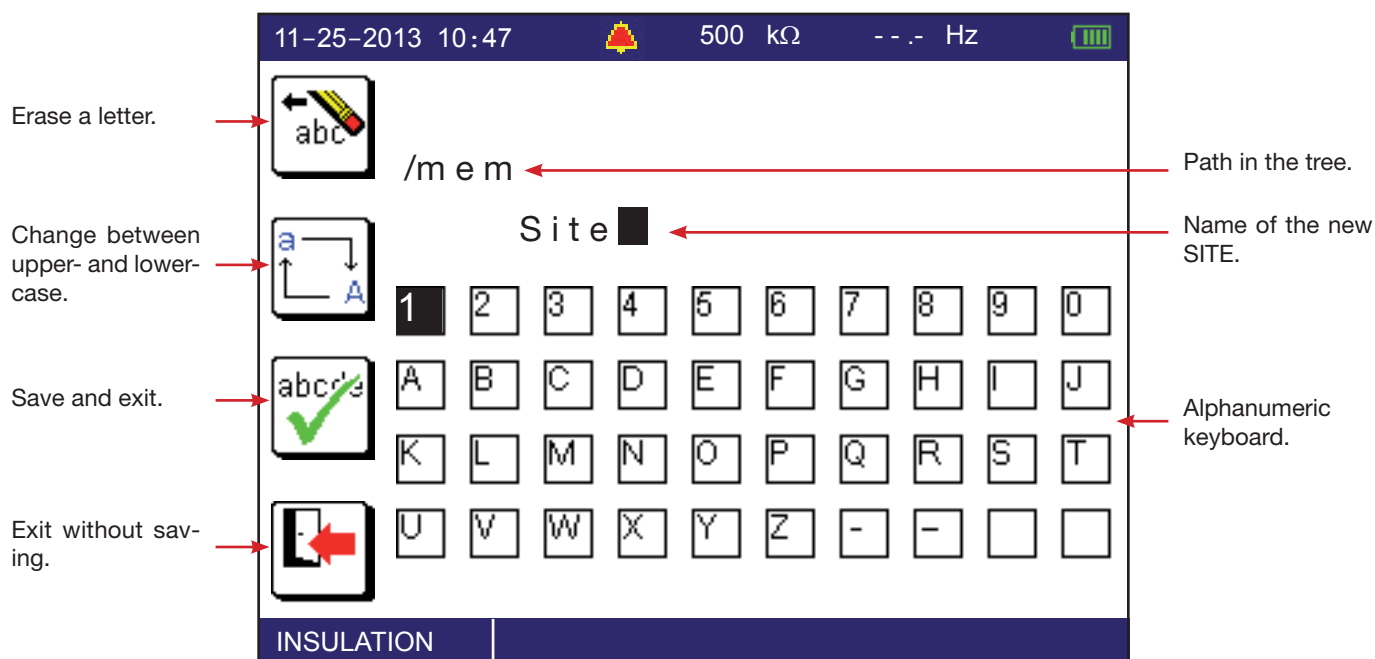 11-25-2013 10:47 500 kΩ - - .- Hz
Erase a letter.
abc
/mem
Path in the tree.
Change between
upper- and lower-
case.
a
A
Site
Name of the new
SITE.
1 2 3 4 5 6 7 8 9 0
Save and exit.
abcde
A B C D E F G H I J
Alphanumeric
keyboard.
K L M N O P Q R S T
Exit without sav-
ing.
U V W X Y Z - –
INSULATION